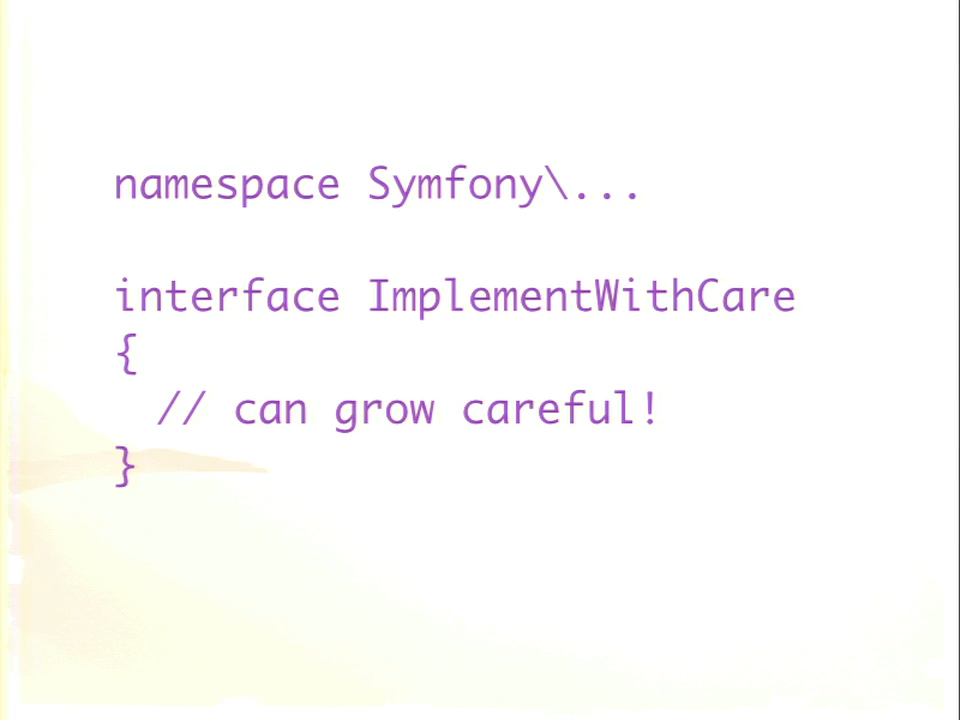 namespace Symfony\...
interface ImplementWithCare
{
// can grow careful!
}